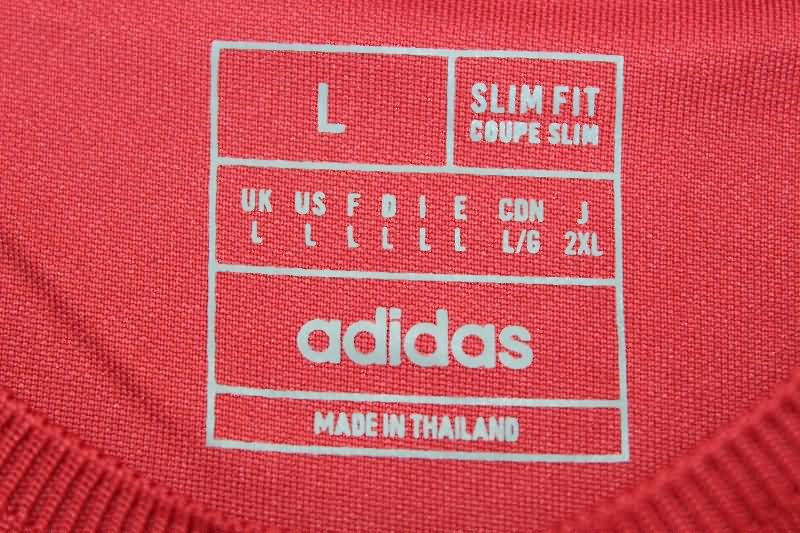 L
SLIM FIT
COUPE SLIM
UK US F D I E CDN J
L L L L L L L/G 2XL
adidas
MADE IN THAILAND